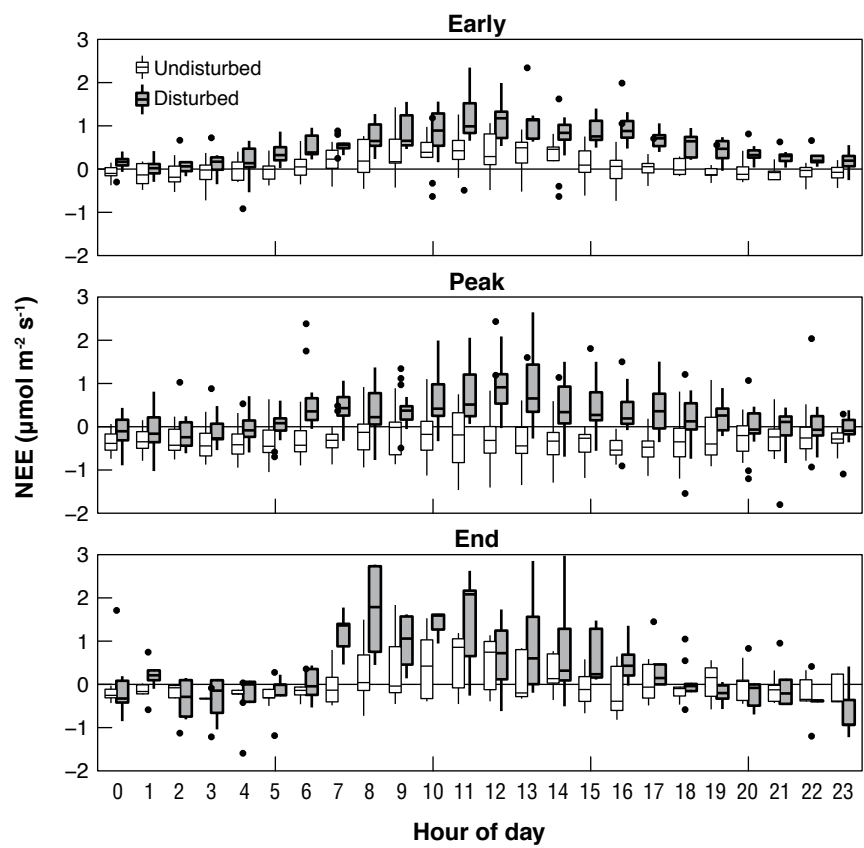 Early
3
2
1
0
−1
−2
Undisturbed
Disturbed
Peak
3
2
1
0
−1
−2
NEE (µmol m⁻² s⁻¹)
End
3
2
1
0
−1
−2
0 1 2 3 4 5 6 7 8 9 10 11 12 13 14 15 16 17 18 19 20 21 22 23
Hour of day